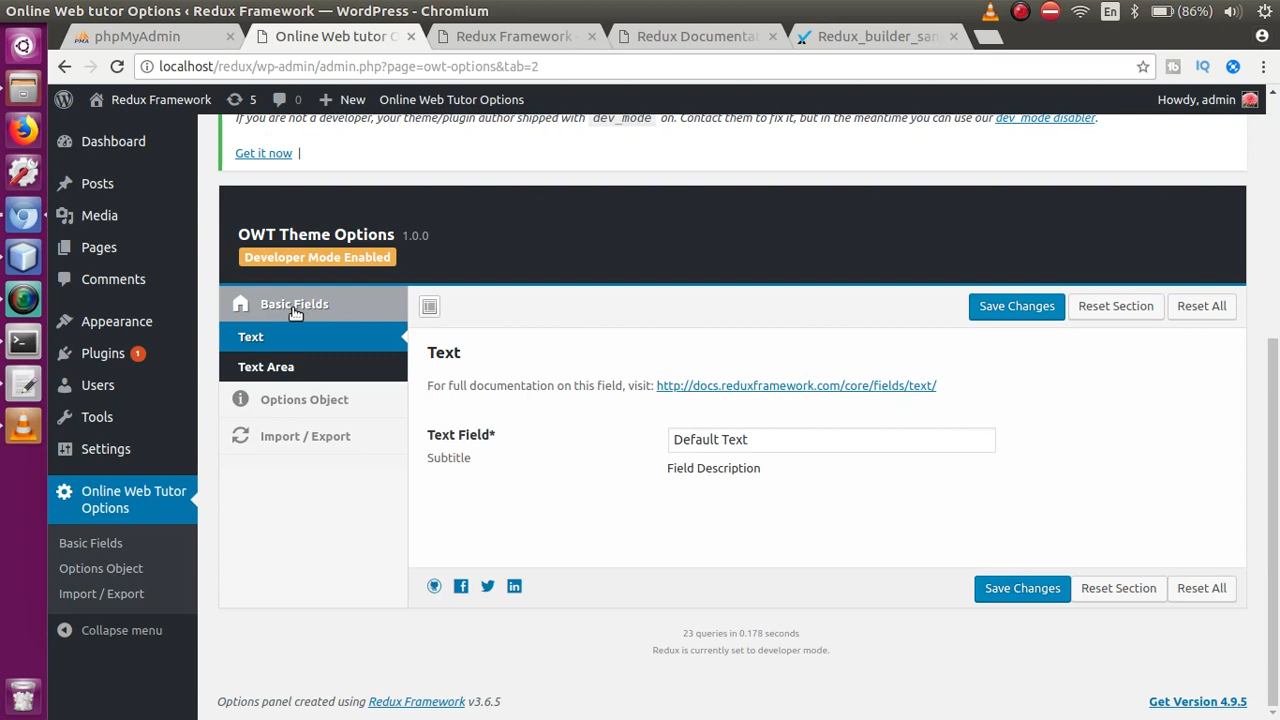 Online Web tutor Options ‹ Redux Framework — WordPress - Chromium
En
(86%)
phpMyAdmin
Online Web tutor O
Redux Framework -
Redux Documenta
Redux_builder_san
localhost/redux/wp-admin/admin.php?page=owt-options&tab=2
IQ
Redux Framework
5
0
New
Online Web Tutor Options
Howdy, admin
If you are not a developer, your theme/plugin author shipped with dev_mode on. Contact them to fix it, but in the meantime you can use our dev_mode disabler.
Get it now |
Dashboard
Posts
Media
Pages
Comments
Appearance
Plugins 1
Users
Tools
Settings
Online Web Tutor
Options
Basic Fields
Options Object
Import / Export
Collapse menu
OWT Theme Options 1.0.0
Developer Mode Enabled
Basic Fields
Text
Text Area
Options Object
Import / Export
Save Changes
Reset Section
Reset All
Text
For full documentation on this field, visit: http://docs.reduxframework.com/core/fields/text/
Text Field*
Subtitle
Default Text
Field Description
Save Changes
Reset Section
Reset All
23 queries in 0.178 seconds
Redux is currently set to developer mode.
Options panel created using Redux Framework v3.6.5
Get Version 4.9.5